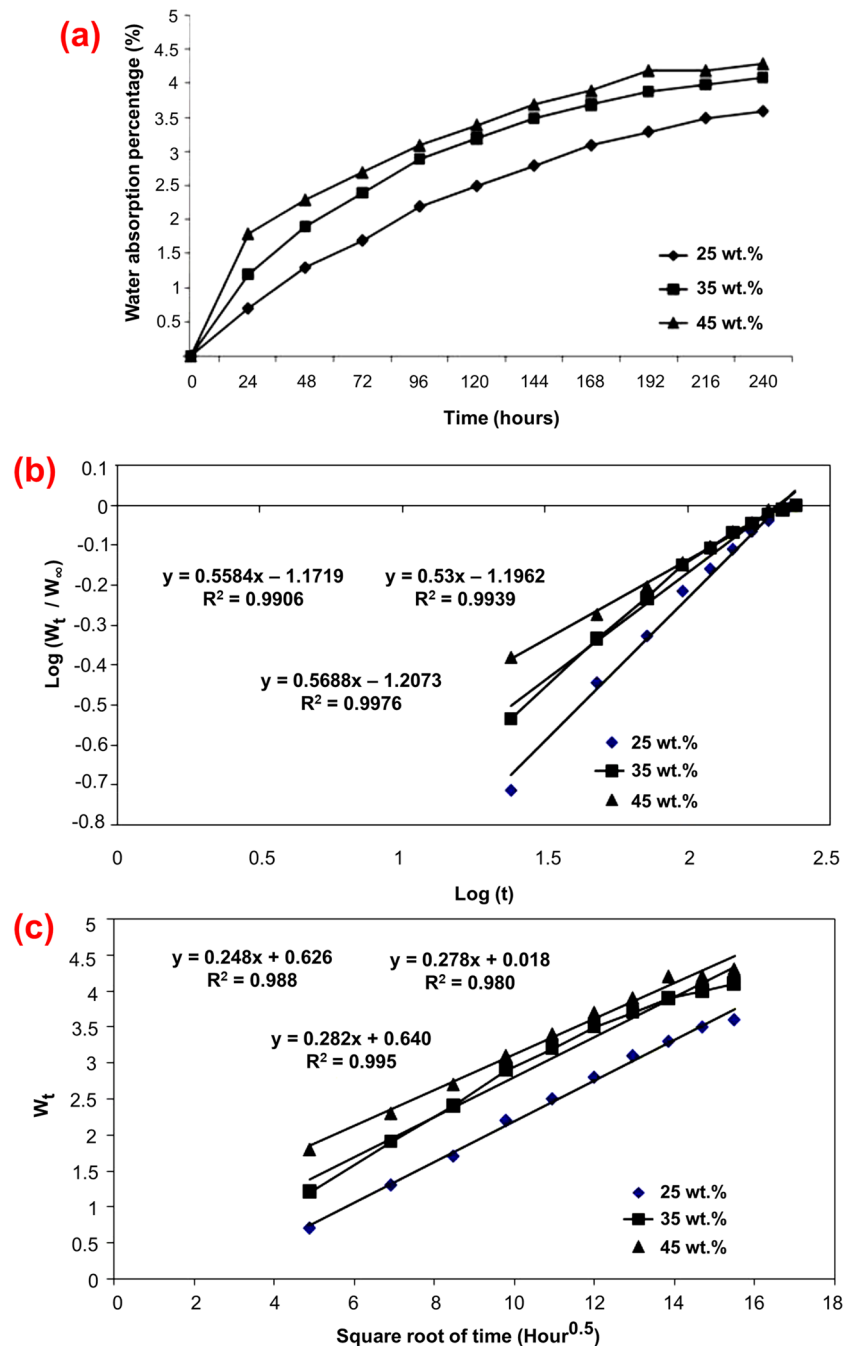 (a)
Water absorption percentage (%)
5
4.5
4
3.5
3
2.5
2
1.5
1
0.5
0
0 24 48 72 96 120 144 168 192 216 240
Time (hours)
25 wt.%
35 wt.%
45 wt.%
(b)
Log (Wt / W∞)
0.1
0
-0.1
-0.2
-0.3
-0.4
-0.5
-0.6
-0.7
-0.8
y = 0.5584x – 1.1719
R² = 0.9906
y = 0.53x – 1.1962
R² = 0.9939
y = 0.5688x – 1.2073
R² = 0.9976
25 wt.%
35 wt.%
45 wt.%
0 0.5 1 1.5 2 2.5
Log (t)
(c)
Wt
5
4.5
4
3.5
3
2.5
2
1.5
1
0.5
0
y = 0.248x + 0.626
R² = 0.988
y = 0.278x + 0.018
R² = 0.980
y = 0.282x + 0.640
R² = 0.995
25 wt.%
35 wt.%
45 wt.%
0 2 4 6 8 10 12 14 16 18
Square root of time (Hour^0.5)